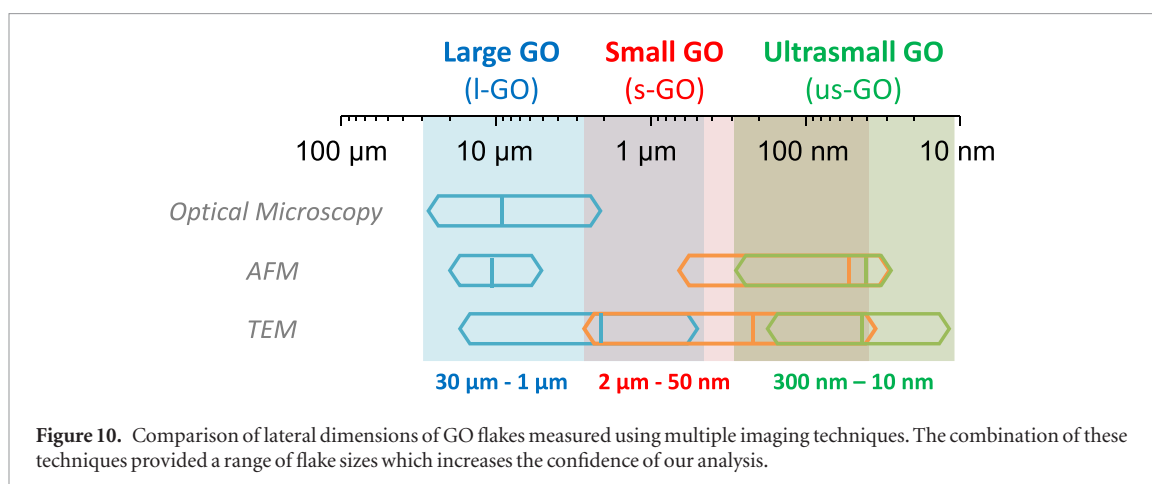 Large GO Small GO Ultrasmall GO
(l-GO) (s-GO) (us-GO)
100 μm 10 μm 1 μm 100 nm 10 nm
Optical Microscopy
AFM
TEM
30 μm - 1 μm 2 μm - 50 nm 300 nm – 10 nm
Figure 10. Comparison of lateral dimensions of GO flakes measured using multiple imaging techniques. The combination of these
techniques provided a range of flake sizes which increases the confidence of our analysis.